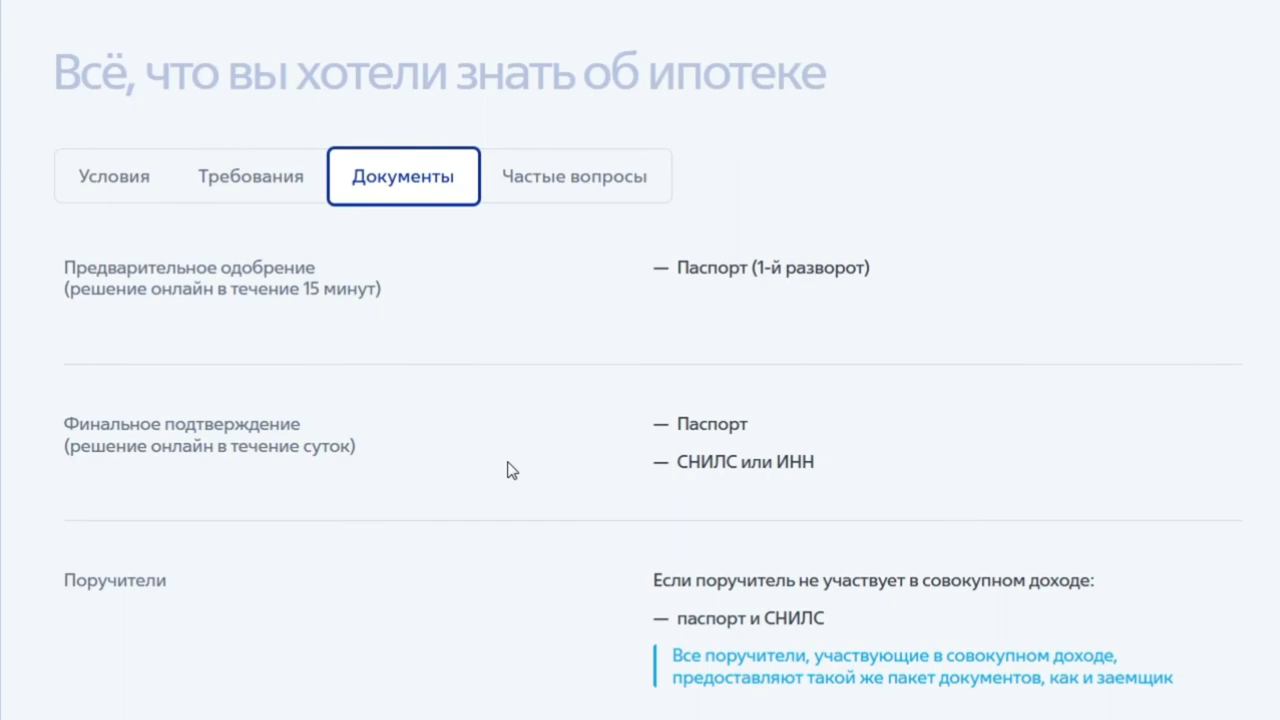 Всё, что вы хотели знать об ипотеке
Условия Требования Документы Частые вопросы
Предварительное одобрение
(решение онлайн в течение 15 минут)
— Паспорт (1-й разворот)
Финальное подтверждение
(решение онлайн в течение суток)
— Паспорт
— СНИЛС или ИНН
Поручители
Если поручитель не участвует в совокупном доходе:
— паспорт и СНИЛС
Все поручители, участвующие в совокупном доходе,
предоставляют такой же пакет документов, как и заемщик